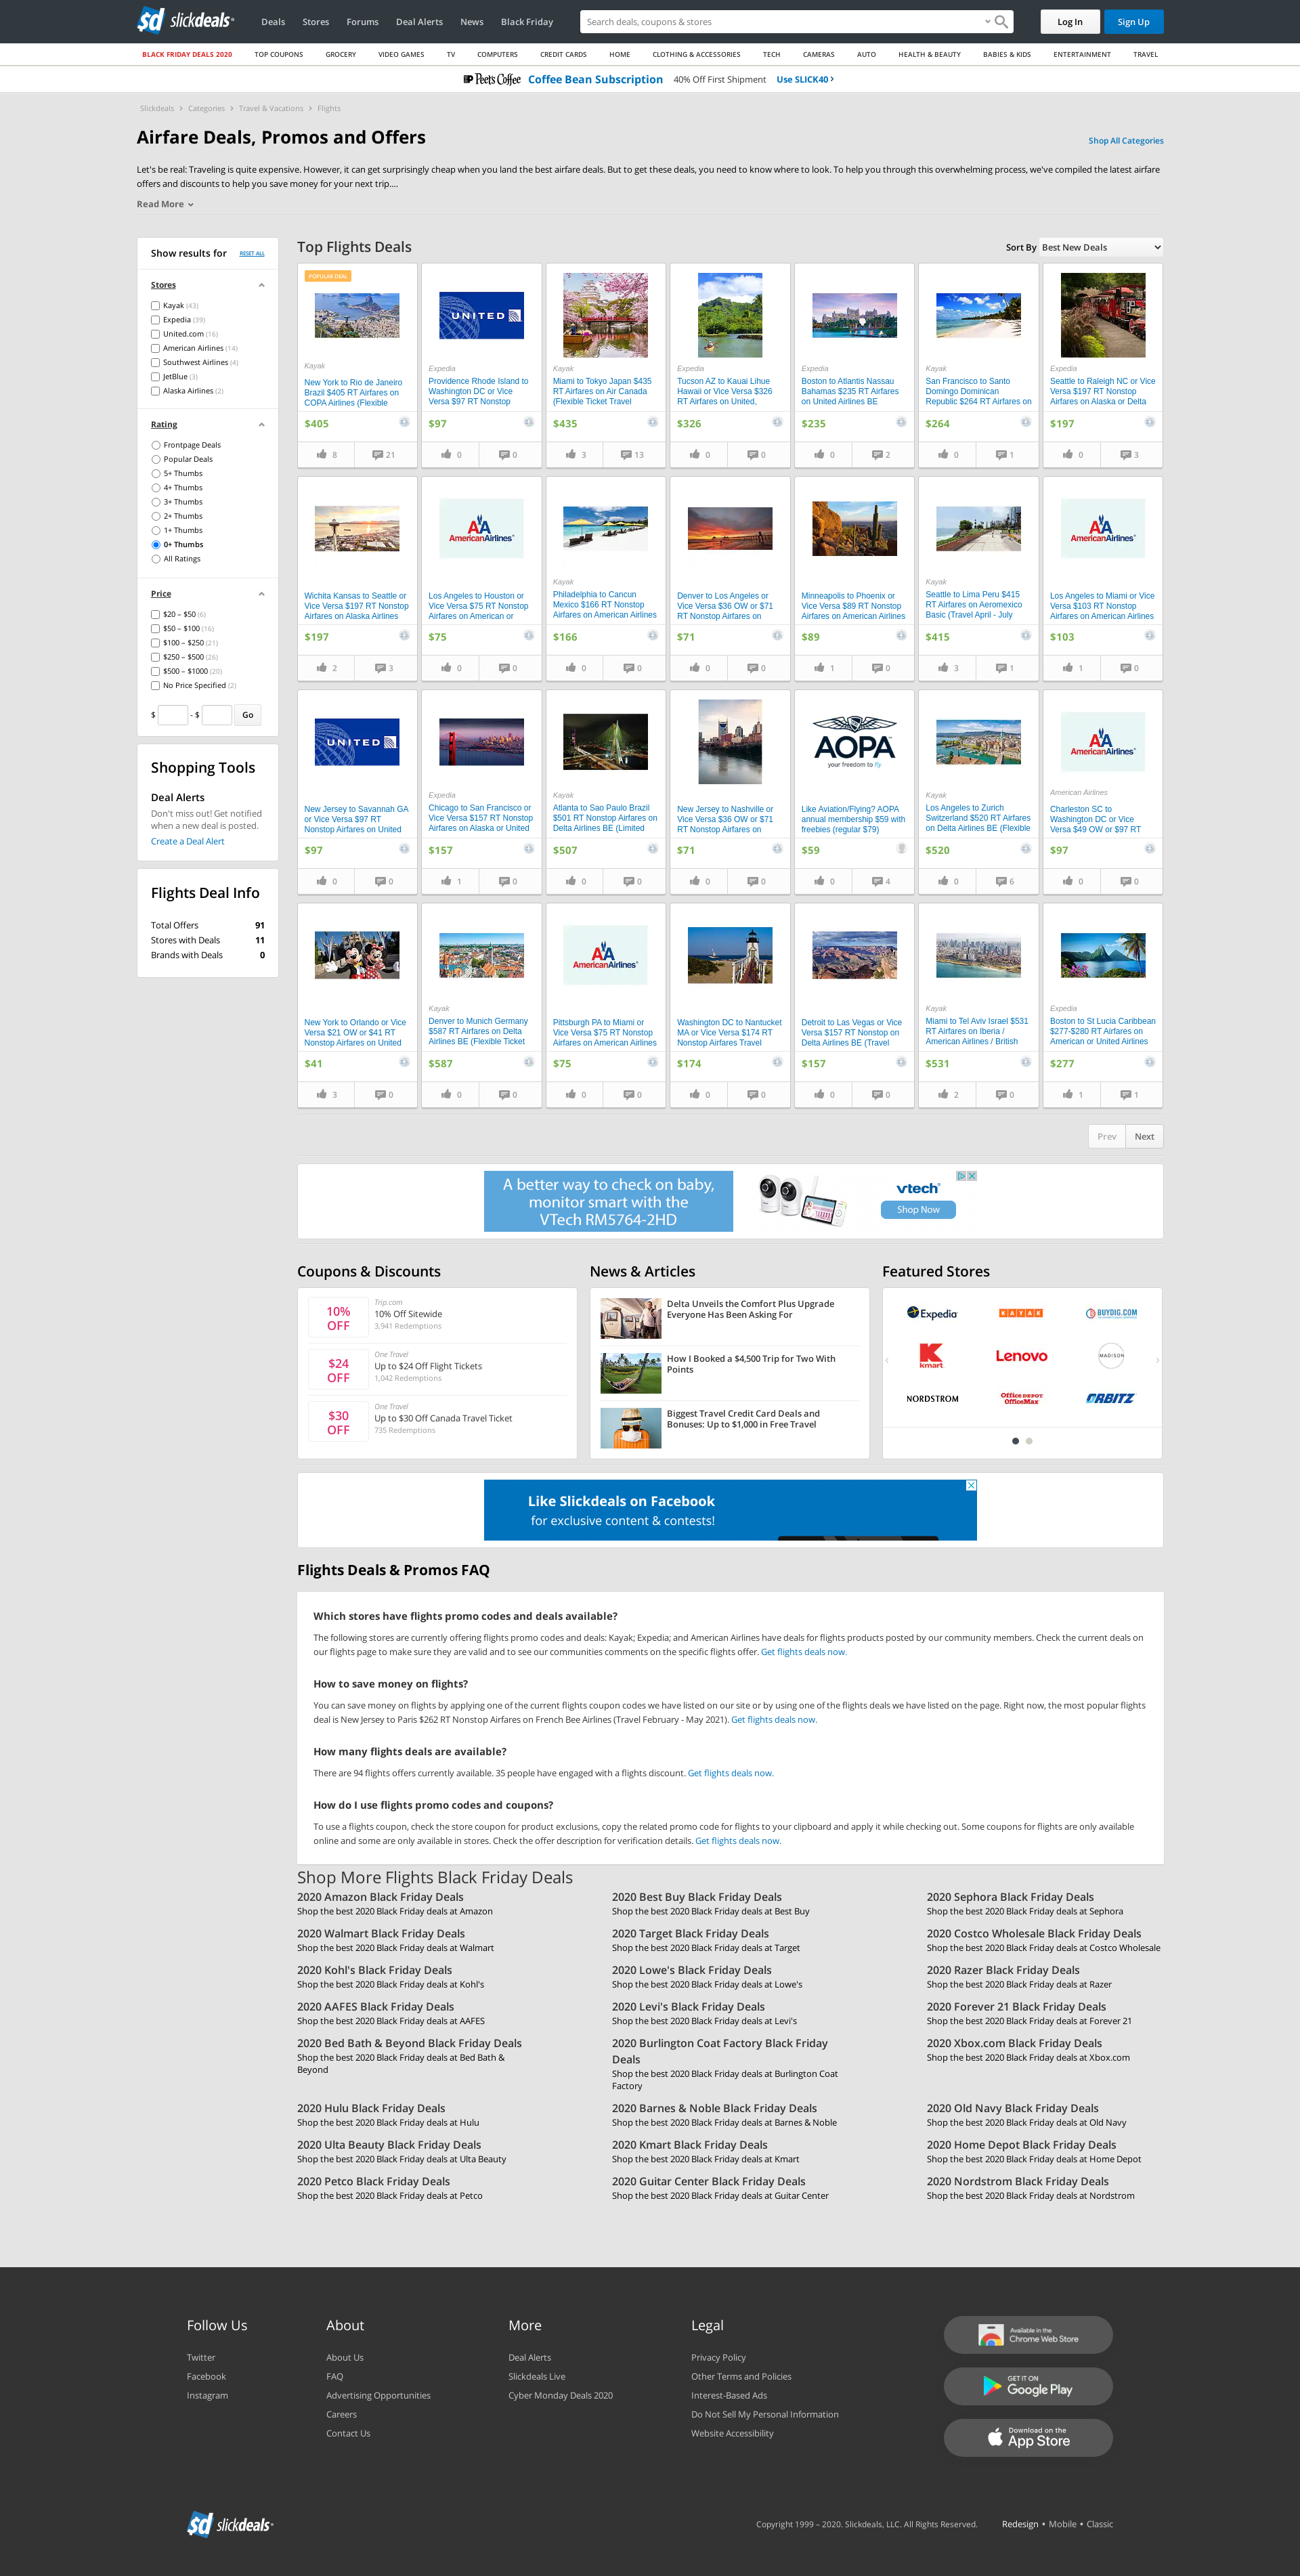 sd slickdeals
Deals Stores Forums Deal Alerts News Black Friday
Search deals, coupons & stores
Log In
Sign Up
BLACK FRIDAY DEALS 2020 TOP COUPONS GROCERY VIDEO GAMES TV COMPUTERS CREDIT CARDS HOME CLOTHING & ACCESSORIES TECH CAMERAS AUTO HEALTH & BEAUTY BABIES & KIDS ENTERTAINMENT TRAVEL
Peet's Coffee Coffee Bean Subscription 40% Off First Shipment Use SLICK40 ›
Slickdeals > Categories > Travel & Vacations > Flights
Airfare Deals, Promos and Offers
Shop All Categories
Let's be real: Traveling is quite expensive. However, it can get surprisingly cheap when you land the best airfare deals. But to get these deals, you need to know where to look. To help you through this overwhelming process, we've compiled the latest airfare
offers and discounts to help you save money for your next trip....
Read More
Show results for RESET ALL
Stores
Kayak (43)
Expedia (39)
United.com (16)
American Airlines (14)
Southwest Airlines (4)
JetBlue (3)
Alaska Airlines (2)
Rating
Frontpage Deals
Popular Deals
5+ Thumbs
4+ Thumbs
3+ Thumbs
2+ Thumbs
1+ Thumbs
0+ Thumbs
All Ratings
Price
$20 – $50 (6)
$50 – $100 (16)
$100 – $250 (21)
$250 – $500 (26)
$500 – $1000 (20)
No Price Specified (2)
$ - $ Go
Shopping Tools
Deal Alerts
Don't miss out! Get notified
when a new deal is posted.
Create a Deal Alert
Flights Deal Info
Total Offers 91
Stores with Deals 11
Brands with Deals 0
Top Flights Deals
Sort By Best New Deals
POPULAR DEAL
Kayak
New York to Rio de Janeiro
Brazil $405 RT Airfares on
COPA Airlines (Flexible
$405
8 21
UNITED
Expedia
Providence Rhode Island to
Washington DC or Vice
Versa $97 RT Nonstop
$97
0 0
Kayak
Miami to Tokyo Japan $435
RT Airfares on Air Canada
(Flexible Ticket Travel
$435
3 13
Expedia
Tucson AZ to Kauai Lihue
Hawaii or Vice Versa $326
RT Airfares on United,
$326
0 0
Expedia
Boston to Atlantis Nassau
Bahamas $235 RT Airfares
on United Airlines BE
$235
0 2
Kayak
San Francisco to Santo
Domingo Dominican
Republic $264 RT Airfares on
$264
0 1
Expedia
Seattle to Raleigh NC or Vice
Versa $197 RT Nonstop
Airfares on Alaska or Delta
$197
0 3
Wichita Kansas to Seattle or
Vice Versa $197 RT Nonstop
Airfares on Alaska Airlines
$197
2 3
AA
AmericanAirlines
Los Angeles to Houston or
Vice Versa $75 RT Nonstop
Airfares on American or
$75
0 0
Kayak
Philadelphia to Cancun
Mexico $166 RT Nonstop
Airfares on American Airlines
$166
0 0
Denver to Los Angeles or
Vice Versa $36 OW or $71
RT Nonstop Airfares on
$71
0 0
Minneapolis to Phoenix or
Vice Versa $89 RT Nonstop
Airfares on American Airlines
$89
1 0
Kayak
Seattle to Lima Peru $415
RT Airfares on Aeromexico
Basic (Travel April - July
$415
3 1
AA
AmericanAirlines
Los Angeles to Miami or Vice
Versa $103 RT Nonstop
Airfares on American Airlines
$103
1 0
UNITED
New Jersey to Savannah GA
or Vice Versa $97 RT
Nonstop Airfares on United
$97
0 0
Expedia
Chicago to San Francisco or
Vice Versa $157 RT Nonstop
Airfares on Alaska or United
$157
1 0
Kayak
Atlanta to Sao Paulo Brazil
$501 RT Nonstop Airfares on
Delta Airlines BE (Limited
$507
0 0
New Jersey to Nashville or
Vice Versa $36 OW or $71
RT Nonstop Airfares on
$71
0 0
AOPA
your freedom to fly
Like Aviation/Flying? AOPA
annual membership $59 with
freebies (regular $79)
$59
0 4
Kayak
Los Angeles to Zurich
Switzerland $520 RT Airfares
on Delta Airlines BE (Flexible
$520
0 6
AA
AmericanAirlines
American Airlines
Charleston SC to
Washington DC or Vice
Versa $49 OW or $97 RT
$97
0 0
New York to Orlando or Vice
Versa $21 OW or $41 RT
Nonstop Airfares on United
$41
3 0
Kayak
Denver to Munich Germany
$587 RT Airfares on Delta
Airlines BE (Flexible Ticket
$587
0 0
AA
AmericanAirlines
Pittsburgh PA to Miami or
Vice Versa $75 RT Nonstop
Airfares on American Airlines
$75
0 0
Washington DC to Nantucket
MA or Vice Versa $174 RT
Nonstop Airfares Travel
$174
0 0
Detroit to Las Vegas or Vice
Versa $157 RT Nonstop on
Delta Airlines BE (Travel
$157
0 0
Kayak
Miami to Tel Aviv Israel $531
RT Airfares on Iberia /
American Airlines / British
$531
2 0
Expedia
Boston to St Lucia Caribbean
$277-$280 RT Airfares on
American or United Airlines
$277
1 1
Prev Next
A better way to check on baby,
monitor smart with the
VTech RM5764-2HD
vtech
Shop Now
Coupons & Discounts
10% OFF
Trip.com
10% Off Sitewide
3,941 Redemptions
$24 OFF
One Travel
Up to $24 Off Flight Tickets
1,042 Redemptions
$30 OFF
One Travel
Up to $30 Off Canada Travel Ticket
735 Redemptions
News & Articles
Delta Unveils the Comfort Plus Upgrade
Everyone Has Been Asking For
How I Booked a $4,500 Trip for Two With
Points
Biggest Travel Credit Card Deals and
Bonuses: Up to $1,000 in Free Travel
Featured Stores
Expedia KAYAK BUYDIG.COM
kmart Lenovo MADISON
NORDSTROM Office DEPOT OfficeMax ORBITZ
Like Slickdeals on Facebook
for exclusive content & contests!
Flights Deals & Promos FAQ
Which stores have flights promo codes and deals available?
The following stores are currently offering flights promo codes and deals: Kayak; Expedia; and American Airlines have deals for flights products posted by our community members. Check the current deals on
our flights page to make sure they are valid and to see our communities comments on the specific flights offer. Get flights deals now.
How to save money on flights?
You can save money on flights by applying one of the current flights coupon codes we have listed on our site or by using one of the flights deals we have listed on the page. Right now, the most popular flights
deal is New Jersey to Paris $262 RT Nonstop Airfares on French Bee Airlines (Travel February - May 2021). Get flights deals now.
How many flights deals are available?
There are 94 flights offers currently available. 35 people have engaged with a flights discount. Get flights deals now.
How do I use flights promo codes and coupons?
To use a flights coupon, check the store coupon for product exclusions, copy the related promo code for flights to your clipboard and apply it while checking out. Some coupons for flights are only available
online and some are only available in stores. Check the offer description for verification details. Get flights deals now.
Shop More Flights Black Friday Deals
2020 Amazon Black Friday Deals
Shop the best 2020 Black Friday deals at Amazon
2020 Best Buy Black Friday Deals
Shop the best 2020 Black Friday deals at Best Buy
2020 Sephora Black Friday Deals
Shop the best 2020 Black Friday deals at Sephora
2020 Walmart Black Friday Deals
Shop the best 2020 Black Friday deals at Walmart
2020 Target Black Friday Deals
Shop the best 2020 Black Friday deals at Target
2020 Costco Wholesale Black Friday Deals
Shop the best 2020 Black Friday deals at Costco Wholesale
2020 Kohl's Black Friday Deals
Shop the best 2020 Black Friday deals at Kohl's
2020 Lowe's Black Friday Deals
Shop the best 2020 Black Friday deals at Lowe's
2020 Razer Black Friday Deals
Shop the best 2020 Black Friday deals at Razer
2020 AAFES Black Friday Deals
Shop the best 2020 Black Friday deals at AAFES
2020 Levi's Black Friday Deals
Shop the best 2020 Black Friday deals at Levi's
2020 Forever 21 Black Friday Deals
Shop the best 2020 Black Friday deals at Forever 21
2020 Bed Bath & Beyond Black Friday Deals
Shop the best 2020 Black Friday deals at Bed Bath &
Beyond
2020 Burlington Coat Factory Black Friday
Deals
Shop the best 2020 Black Friday deals at Burlington Coat
Factory
2020 Xbox.com Black Friday Deals
Shop the best 2020 Black Friday deals at Xbox.com
2020 Hulu Black Friday Deals
Shop the best 2020 Black Friday deals at Hulu
2020 Barnes & Noble Black Friday Deals
Shop the best 2020 Black Friday deals at Barnes & Noble
2020 Old Navy Black Friday Deals
Shop the best 2020 Black Friday deals at Old Navy
2020 Ulta Beauty Black Friday Deals
Shop the best 2020 Black Friday deals at Ulta Beauty
2020 Kmart Black Friday Deals
Shop the best 2020 Black Friday deals at Kmart
2020 Home Depot Black Friday Deals
Shop the best 2020 Black Friday deals at Home Depot
2020 Petco Black Friday Deals
Shop the best 2020 Black Friday deals at Petco
2020 Guitar Center Black Friday Deals
Shop the best 2020 Black Friday deals at Guitar Center
2020 Nordstrom Black Friday Deals
Shop the best 2020 Black Friday deals at Nordstrom
Follow Us
Twitter
Facebook
Instagram
About
About Us
FAQ
Advertising Opportunities
Careers
Contact Us
More
Deal Alerts
Slickdeals Live
Cyber Monday Deals 2020
Legal
Privacy Policy
Other Terms and Policies
Interest-Based Ads
Do Not Sell My Personal Information
Website Accessibility
Available in the
Chrome Web Store
GET IT ON
Google Play
Download on the
App Store
sd slickdeals
Copyright 1999 – 2020. Slickdeals, LLC. All Rights Reserved.
Redesign • Mobile • Classic